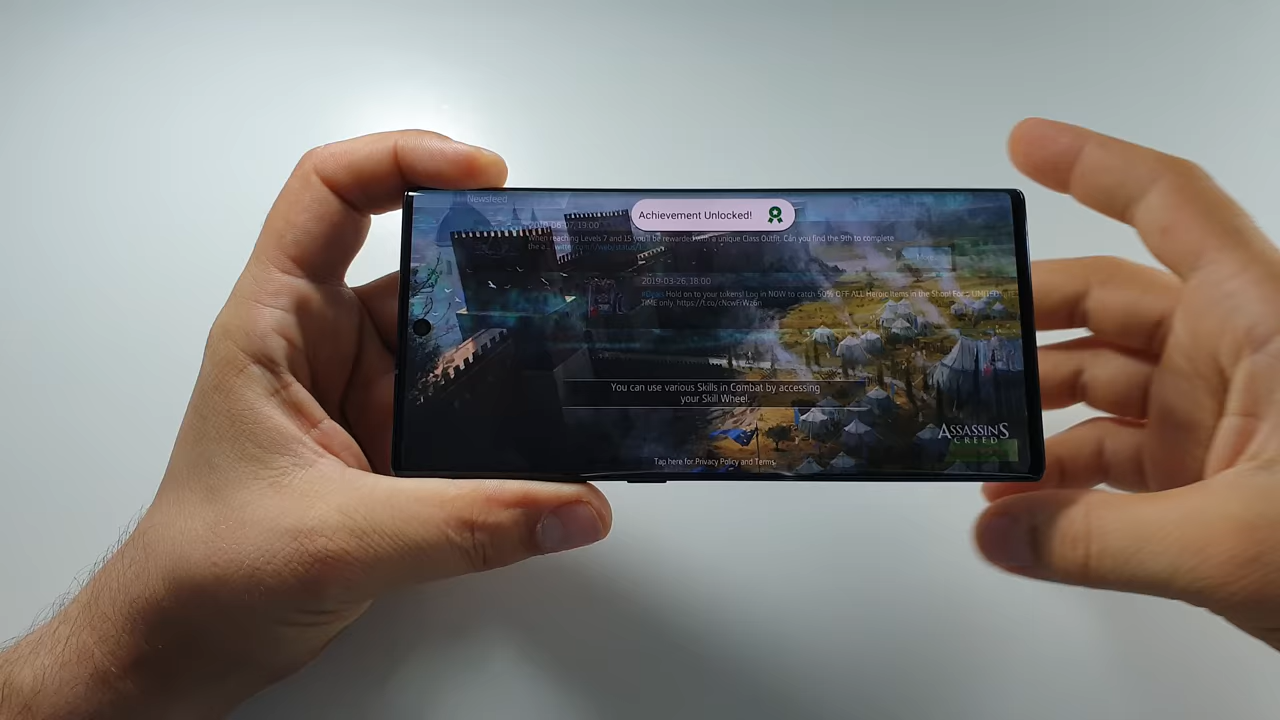 Newsfeed
Achievement Unlocked!
19:00
When reaching Levels 7 and 15 you'll be rewarded with a unique Class Outfit. Can you find the 9th to complete
the a
2019-03-26, 18:00
Hold on to your tokens! Log in NOW to catch 50% OFF ALL Heroic Items in the Shop! For a LIMITED
TIME only.
You can use various Skills in Combat by accessing
your Skill Wheel.
ASSASSIN'S
CREED
Tap here for Privacy Policy and Terms.